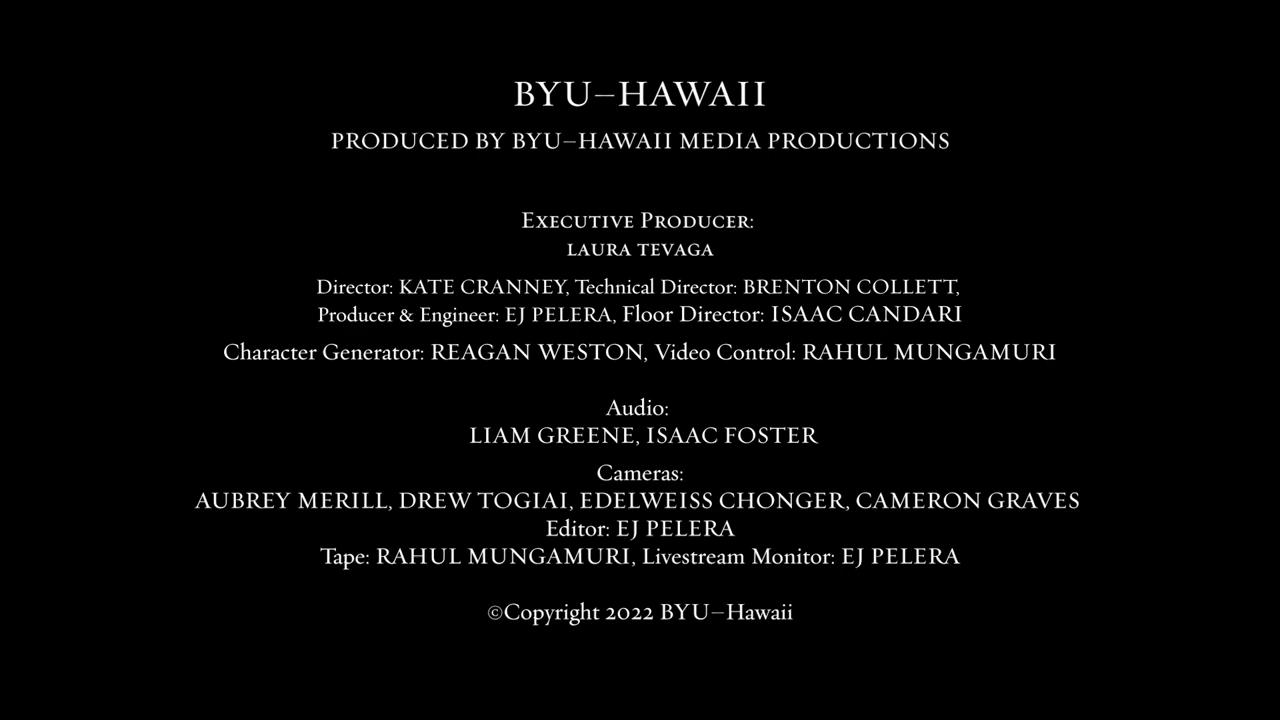 BYU–HAWAII
PRODUCED BY BYU–HAWAII MEDIA PRODUCTIONS
Executive Producer:
LAURA TEVAGA
Director: KATE CRANNEY, Technical Director: BRENTON COLLETT,
Producer & Engineer: EJ PELERA, Floor Director: ISAAC CANDARI
Character Generator: REAGAN WESTON, Video Control: RAHUL MUNGAMURI
Audio:
LIAM GREENE, ISAAC FOSTER
Cameras:
AUBREY MERILL, DREW TOGIAI, EDELWEISS CHONGER, CAMERON GRAVES
Editor: EJ PELERA
Tape: RAHUL MUNGAMURI, Livestream Monitor: EJ PELERA
©Copyright 2022 BYU–Hawaii